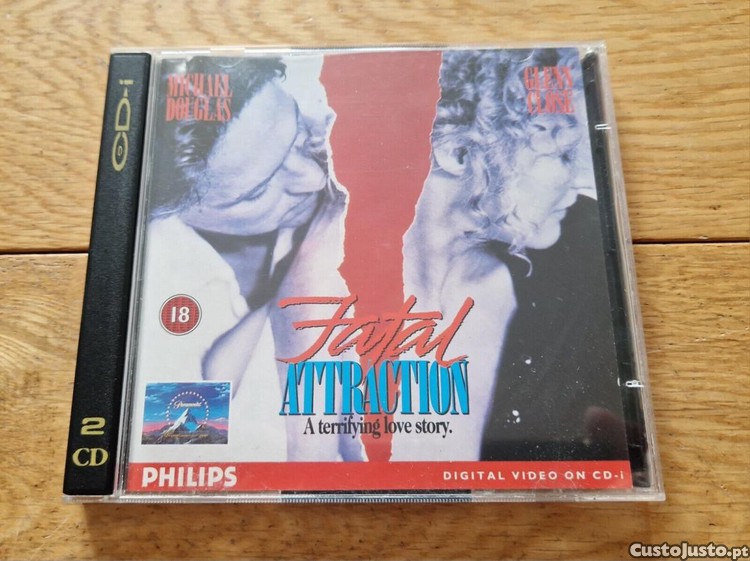 CD-i
MICHAEL
DOUGLAS
GLENN
CLOSE
18
Fatal
ATTRACTION
A terrifying love story.
Paramount
2
CD
PHILIPS
DIGITAL VIDEO ON CD-i
CustoJusto.pt